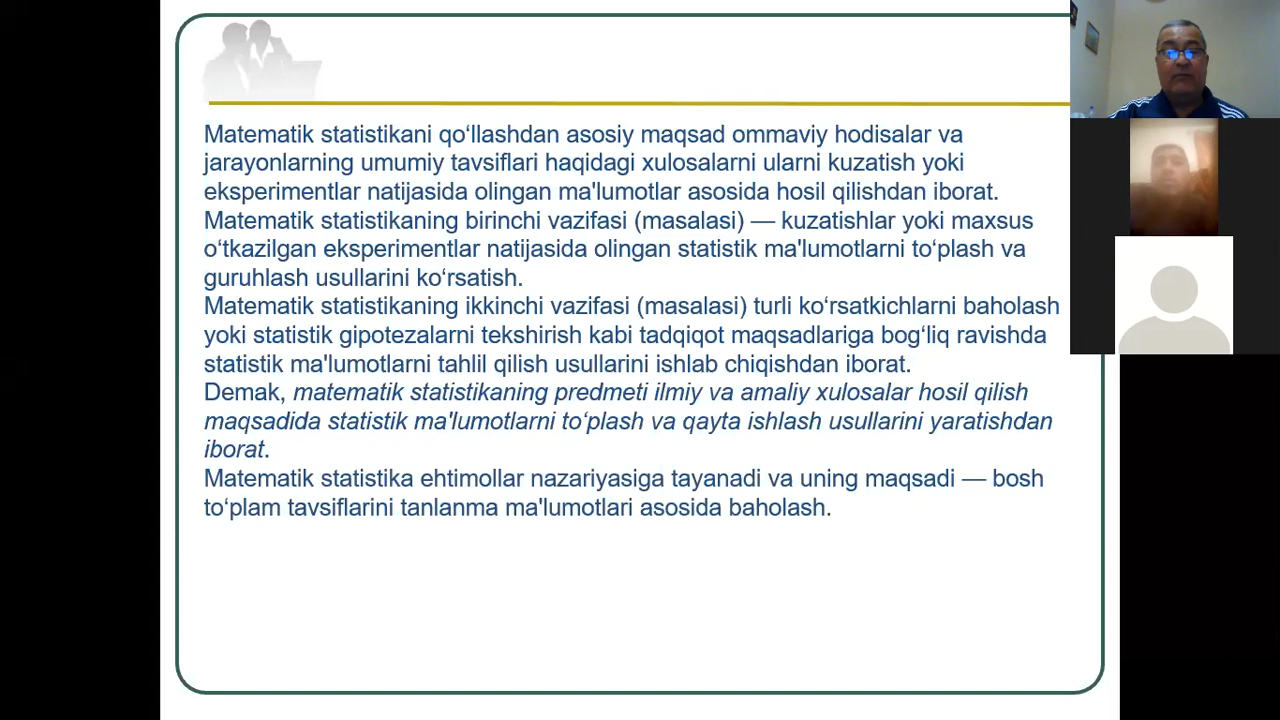 Matematik statistikani qo‘llashdan asosiy maqsad ommaviy hodisalar va
jarayonlarning umumiy tavsiflari haqidagi xulosalarni ularni kuzatish yoki
eksperimentlar natijasida olingan ma'lumotlar asosida hosil qilishdan iborat.
Matematik statistikaning birinchi vazifasi (masalasi) — kuzatishlar yoki maxsus
o‘tkazilgan eksperimentlar natijasida olingan statistik ma'lumotlarni to‘plash va
guruhlash usullarini ko‘rsatish.
Matematik statistikaning ikkinchi vazifasi (masalasi) turli ko‘rsatkichlarni baholash
yoki statistik gipotezalarni tekshirish kabi tadqiqot maqsadlariga bog‘liq ravishda
statistik ma'lumotlarni tahlil qilish usullarini ishlab chiqishdan iborat.
Demak, matematik statistikaning predmeti ilmiy va amaliy xulosalar hosil qilish
maqsadida statistik ma'lumotlarni to‘plash va qayta ishlash usullarini yaratishdan
iborat.
Matematik statistika ehtimollar nazariyasiga tayanadi va uning maqsadi — bosh
to‘plam tavsiflarini tanlanma ma'lumotlari asosida baholash.